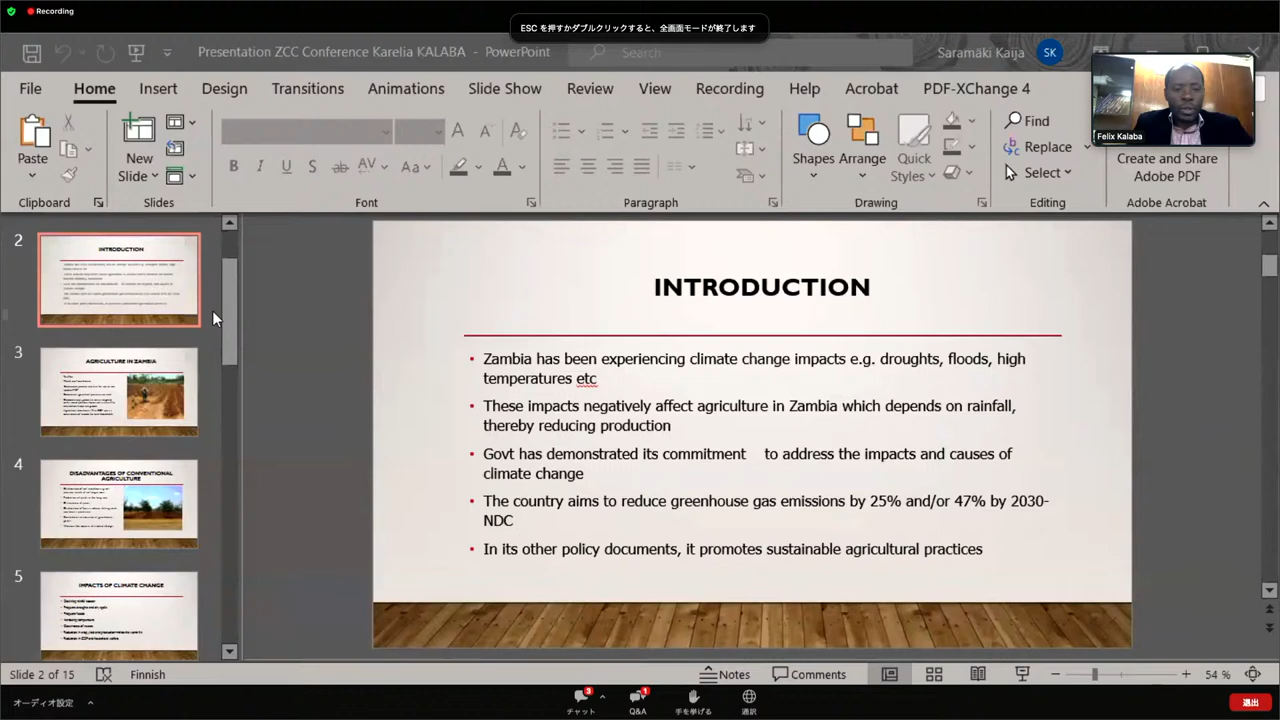 Recording
ESC を押すかダブルクリックすると、全画面モードが終了します
Presentation ZCC Conference Karelia KALABA - PowerPoint
Search
Saramäki Kaija
SK
File Home Insert Design Transitions Animations Slide Show Review View Recording Help Acrobat PDF-XChange 4
Felix Kalaba
Paste
New
Slide
B I U S ab AV Aa A
Shapes
Arrange
Quick
Styles
Find
Replace
Select
Create and Share
Adobe PDF
Clipboard
Slides
Font
Paragraph
Drawing
Editing
Adobe Acrobat
2
INTRODUCTION
3
AGRICULTURE IN ZAMBIA
4
DISADVANTAGES OF CONVENTIONAL
AGRICULTURE
5
IMPACTS OF CLIMATE CHANGE
INTRODUCTION
• Zambia has been experiencing climate change impacts e.g. droughts, floods, high
temperatures etc
• These impacts negatively affect agriculture in Zambia which depends on rainfall,
thereby reducing production
• Govt has demonstrated its commitment to address the impacts and causes of
climate change
• The country aims to reduce greenhouse gas emissions by 25% and/or 47% by 2030-
NDC
• In its other policy documents, it promotes sustainable agricultural practices
Slide 2 of 15
Finnish
Notes
Comments
54 %
オーディオ設定
3
チャット
1
Q&A
手を挙げる
通訳
退出